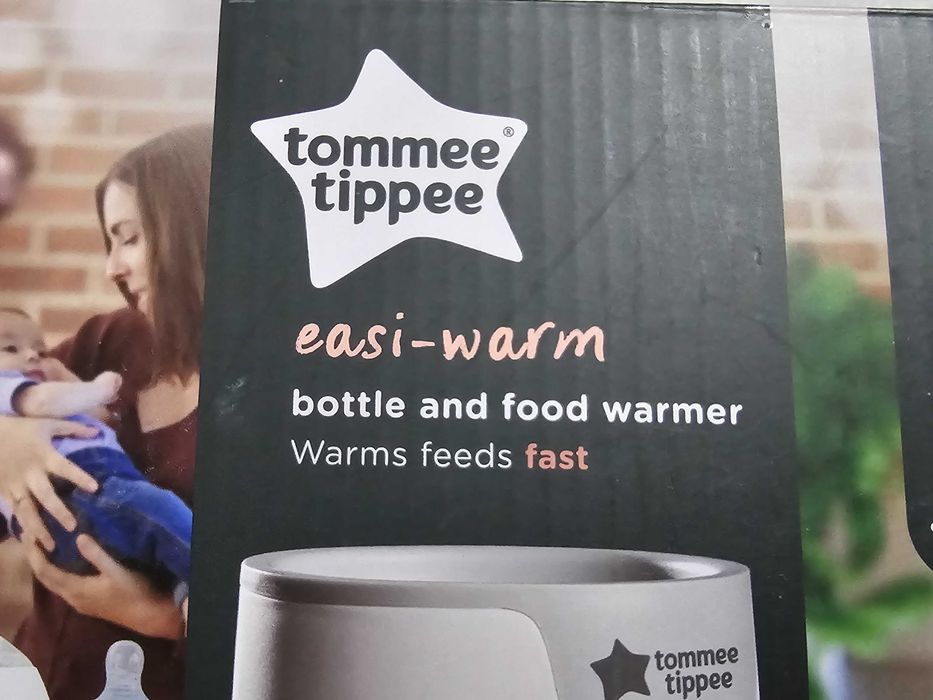 tommee®
tippee
easi-warm
bottle and food warmer
Warms feeds fast
tommee
tippee